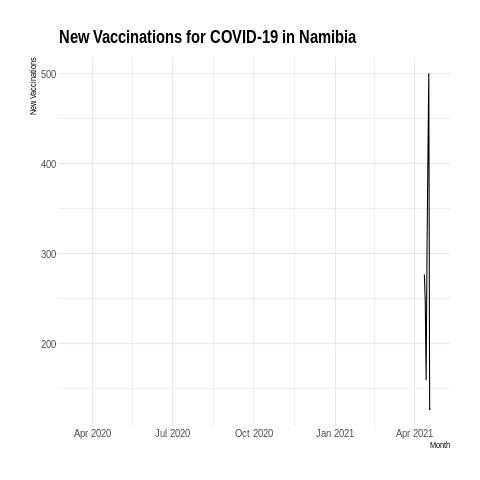 New Vaccinations for COVID-19 in Namibia
New Vaccinations
500
400
300
200
Apr 2020 Jul 2020 Oct 2020 Jan 2021 Apr 2021
Month